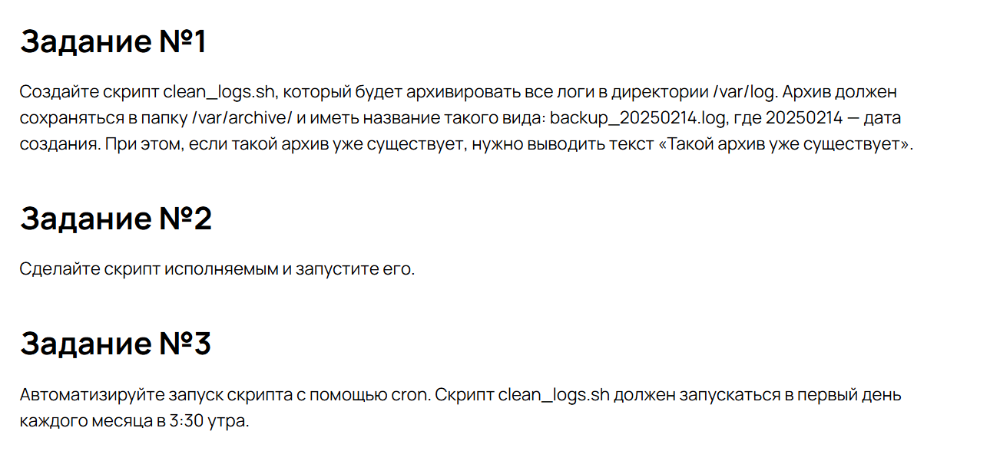 Задание №1
Создайте скрипт clean_logs.sh, который будет архивировать все логи в директории /var/log. Архив должен
сохраняться в папку /var/archive/ и иметь название такого вида: backup_20250214.log, где 20250214 — дата
создания. При этом, если такой архив уже существует, нужно выводить текст «Такой архив уже существует».
Задание №2
Сделайте скрипт исполняемым и запустите его.
Задание №3
Автоматизируйте запуск скрипта с помощью cron. Скрипт clean_logs.sh должен запускаться в первый день
каждого месяца в 3:30 утра.